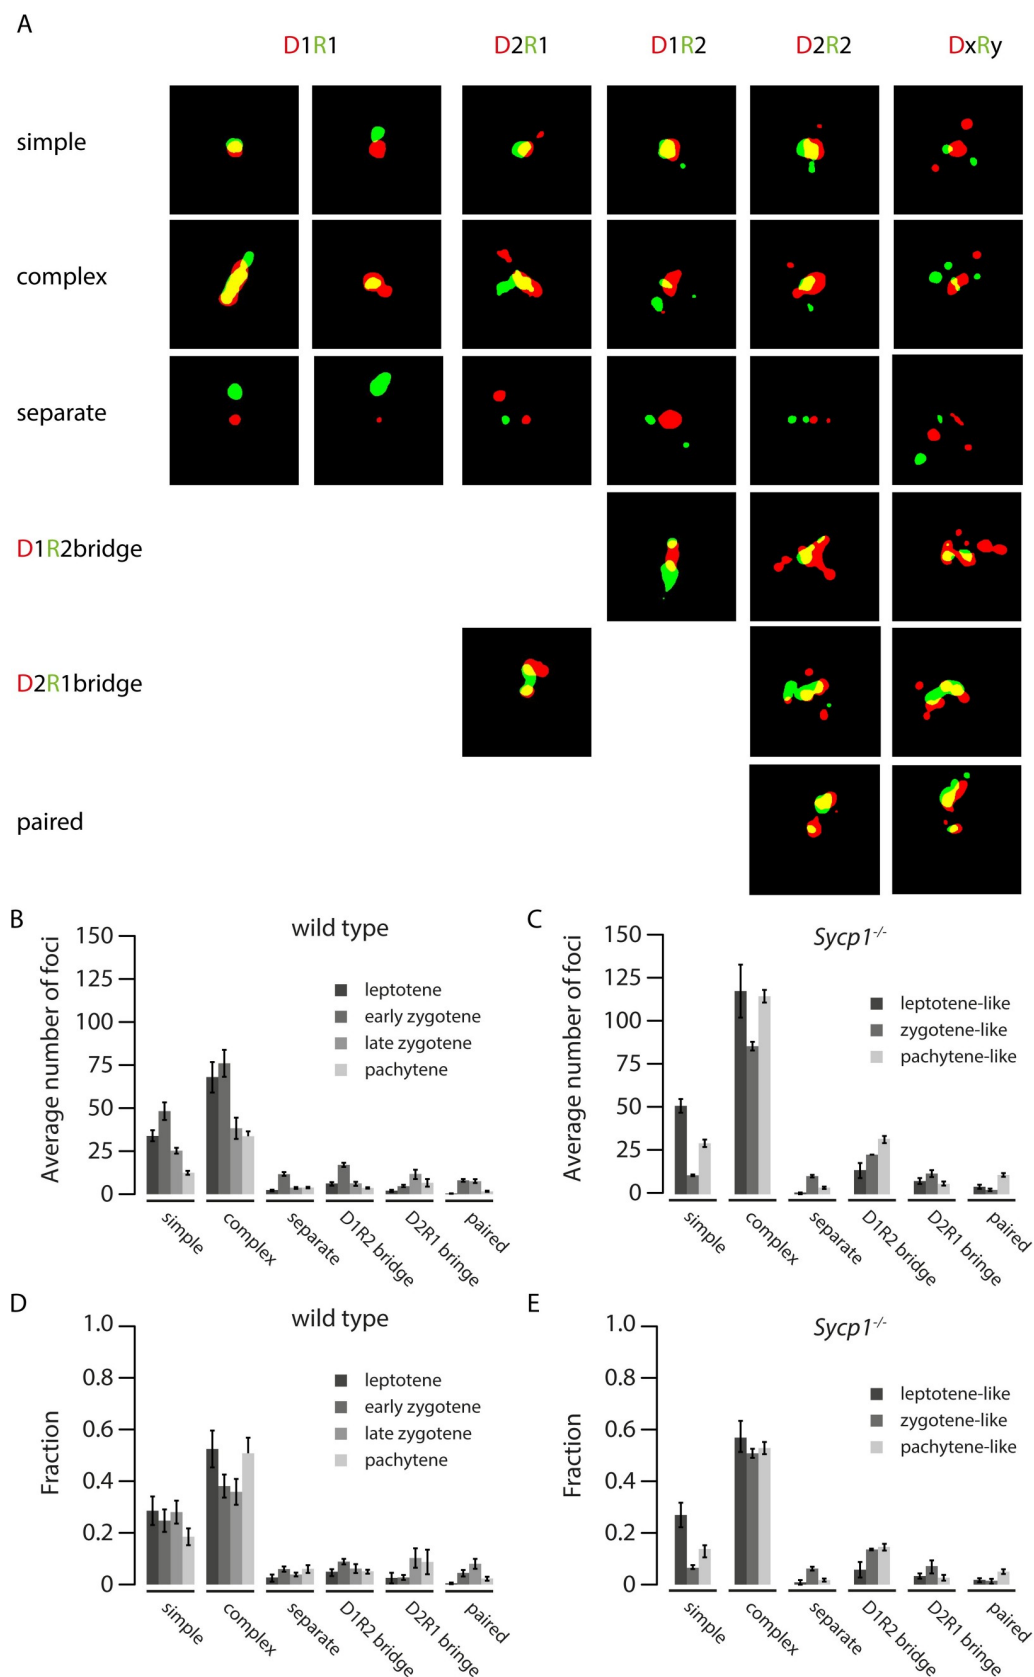 A
D1R1 D2R1 D1R2 D2R2 DxRy
simple
complex
separate
D1R2bridge
D2R1bridge
paired
B
wild type
Average number of foci
150
125
100
75
50
25
0
leptotene
early zygotene
late zygotene
pachytene
simple
complex
separate
D1R2 bridge
D2R1 bringe
paired
C
Sycp1-/-
Average number of foci
150
125
100
75
50
25
0
leptotene-like
zygotene-like
pachytene-like
simple
complex
separate
D1R2 bridge
D2R1 bringe
paired
D
wild type
Fraction
1.0
0.8
0.6
0.4
0.2
0
leptotene
early zygotene
late zygotene
pachytene
simple
complex
separate
D1R2 bridge
D2R1 bringe
paired
E
Sycp1-/-
Fraction
1.0
0.8
0.6
0.4
0.2
0
leptotene-like
zygotene-like
pachytene-like
simple
complex
separate
D1R2 bridge
D2R1 bringe
paired